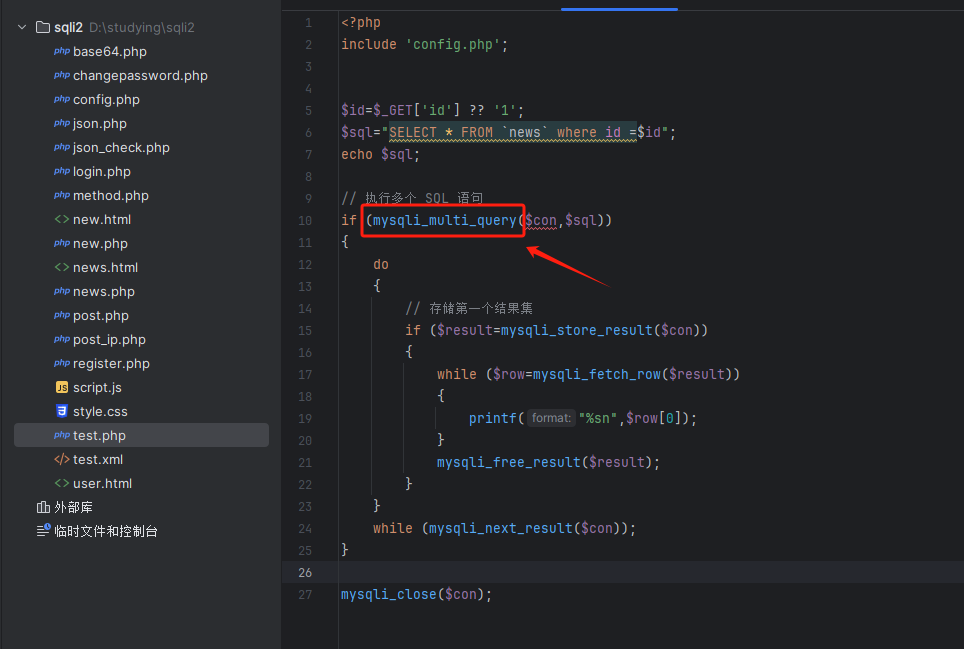 sqli2 D:\studying\sqli2
php base64.php
php changepassword.php
php config.php
php json.php
php json_check.php
php login.php
php method.php
<> new.html
php new.php
<> news.html
php news.php
php post.php
php post_ip.php
php register.php
JS script.js
style.css
php test.php
</> test.xml
<> user.html
外部库
临时文件和控制台
1 <?php
2 include 'config.php';
3
4
5 $id=$_GET['id'] ?? '1';
6 $sql="SELECT * FROM `news` where id =$id";
7 echo $sql;
8
9 // 执行多个 SQL 语句
10 if (mysqli_multi_query($con,$sql))
11 {
12 do
13 {
14 // 存储第一个结果集
15 if ($result=mysqli_store_result($con))
16 {
17 while ($row=mysqli_fetch_row($result))
18 {
19 printf( format: "%sn",$row[0]);
20 }
21 mysqli_free_result($result);
22 }
23 }
24 while (mysqli_next_result($con));
25 }
26
27 mysqli_close($con);